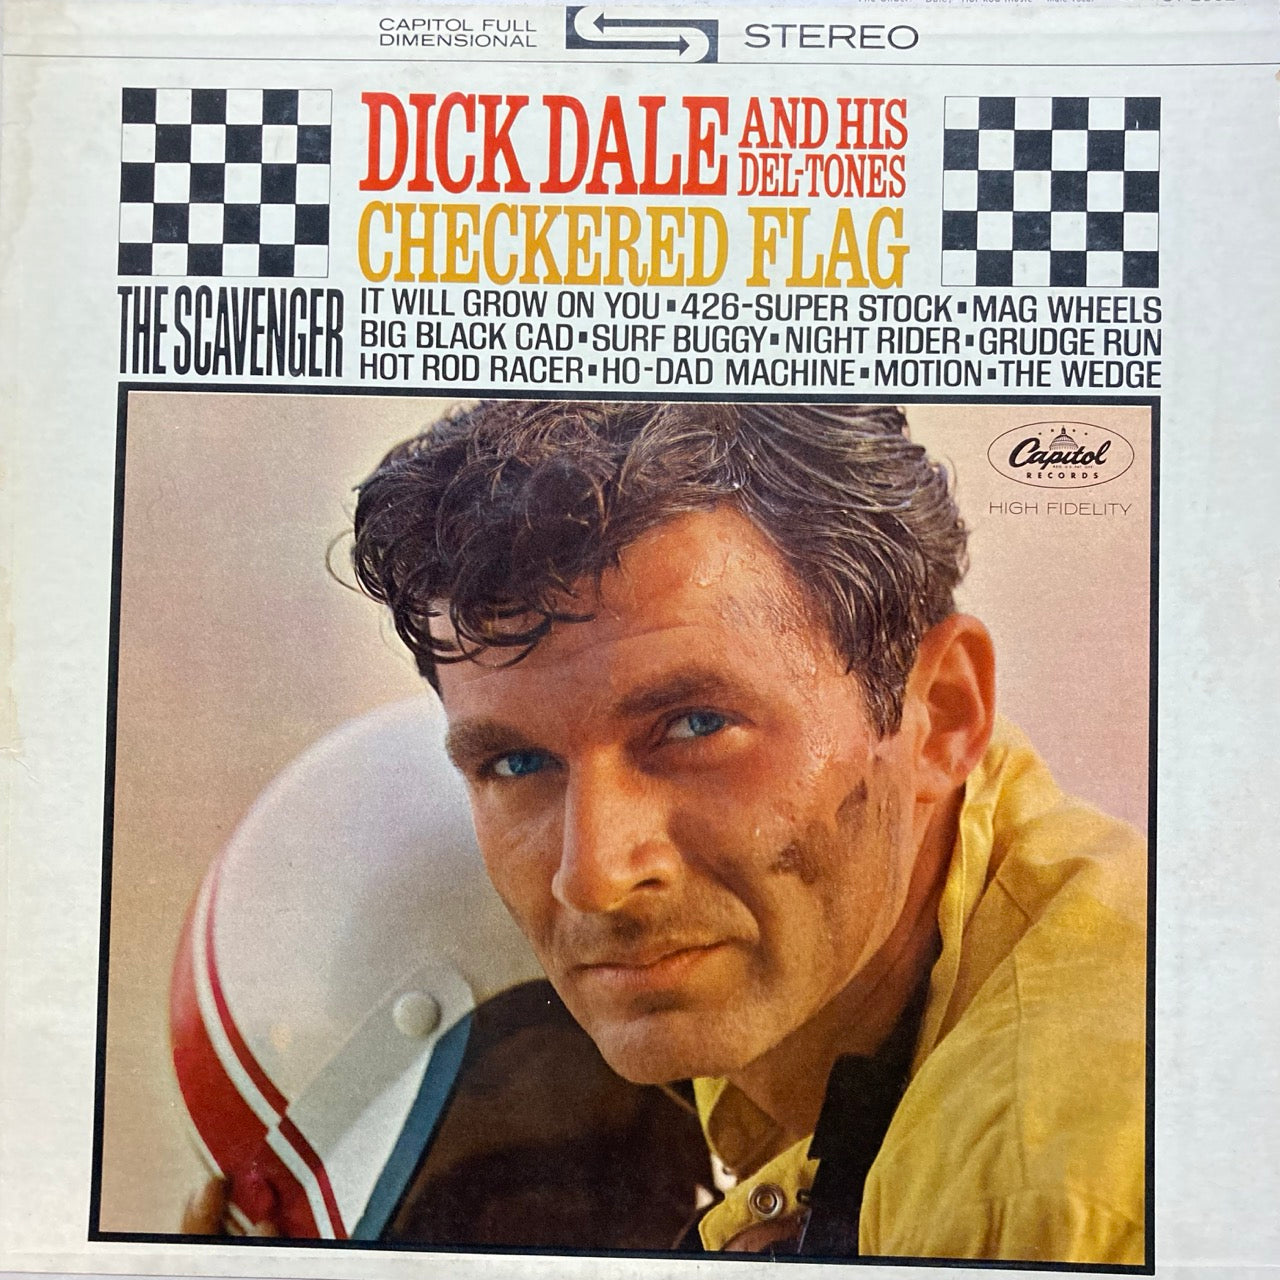 CAPITOL FULL
DIMENSIONAL
STEREO
DICK DALE AND HIS
DEL-TONES
CHECKERED FLAG
THE SCAVENGER
IT WILL GROW ON YOU▪426-SUPER STOCK▪MAG WHEELS
BIG BLACK CAD▪SURF BUGGY▪NIGHT RIDER▪GRUDGE RUN
HOT ROD RACER▪HO-DAD MACHINE▪MOTION▪THE WEDGE
Capitol
RECORDS
HIGH FIDELITY